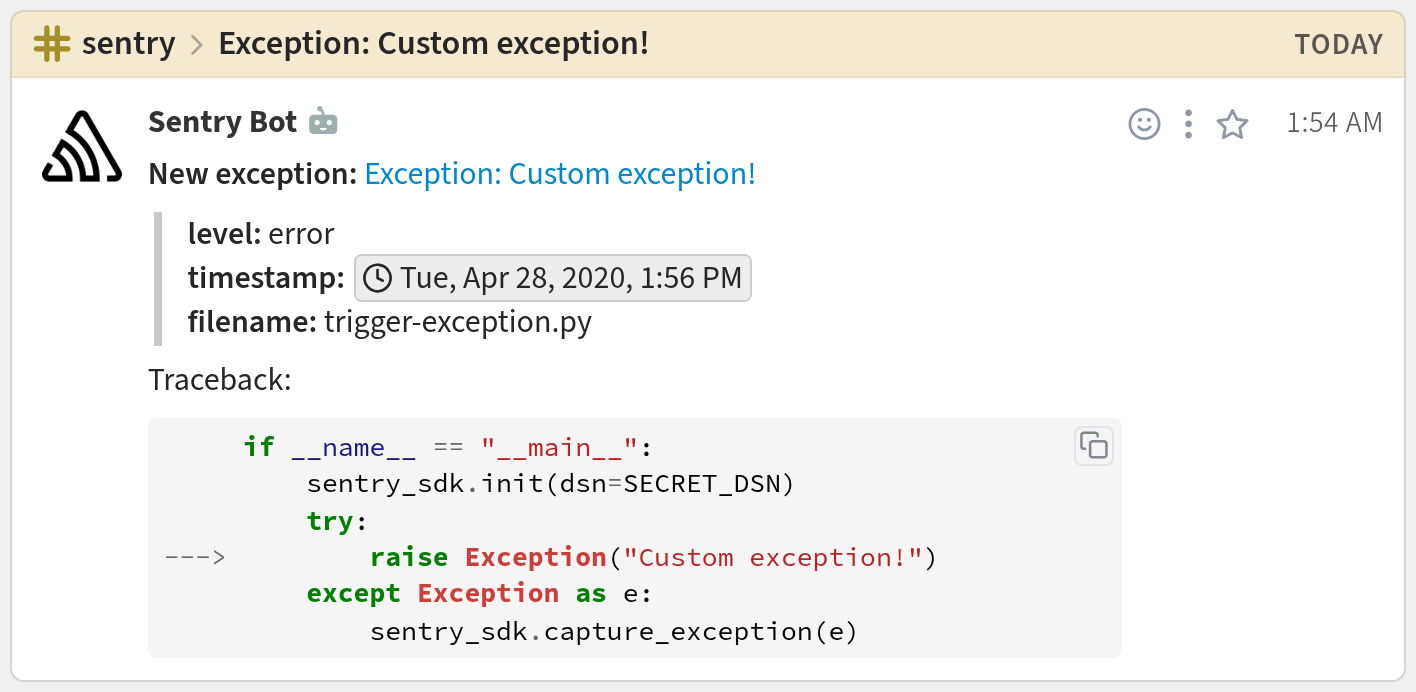 sentry > Exception: Custom exception! TODAY
Sentry Bot 1:54 AM
New exception: Exception: Custom exception!
level: error
timestamp: Tue, Apr 28, 2020, 1:56 PM
filename: trigger-exception.py
Traceback:
     if __name__ == "__main__":
         sentry_sdk.init(dsn=SECRET_DSN)
         try:
--->         raise Exception("Custom exception!")
         except Exception as e:
             sentry_sdk.capture_exception(e)